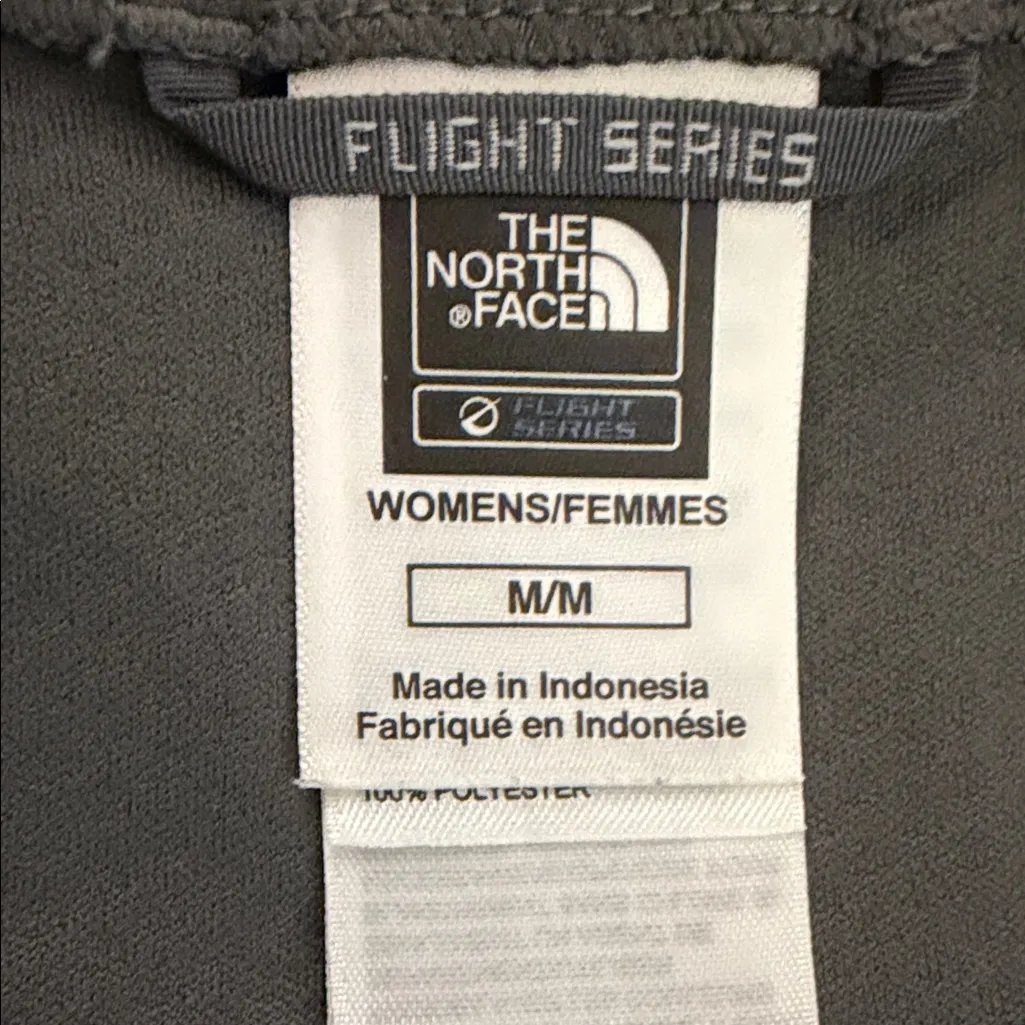 FLIGHT SERIES
THE
NORTH
®FACE
FLIGHT
SERIES
WOMENS/FEMMES
M/M
Made in Indonesia
Fabriqué en Indonésie
100% POLYESTER